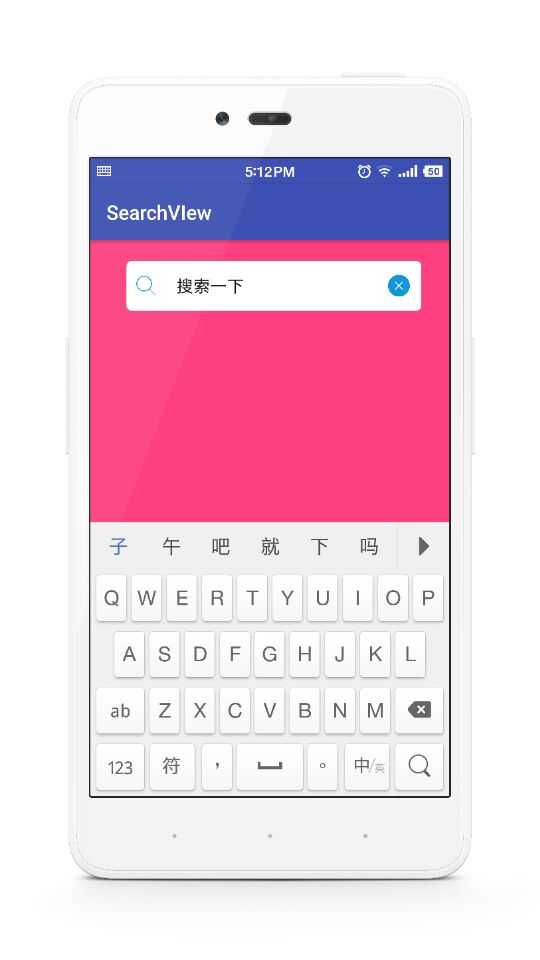 5:12PM 50
SearchVIew
搜索一下
子 午 吧 就 下 吗
Q W E R T Y U I O P
A S D F G H J K L
ab Z X C V B N M
123 符 , 。 中/英